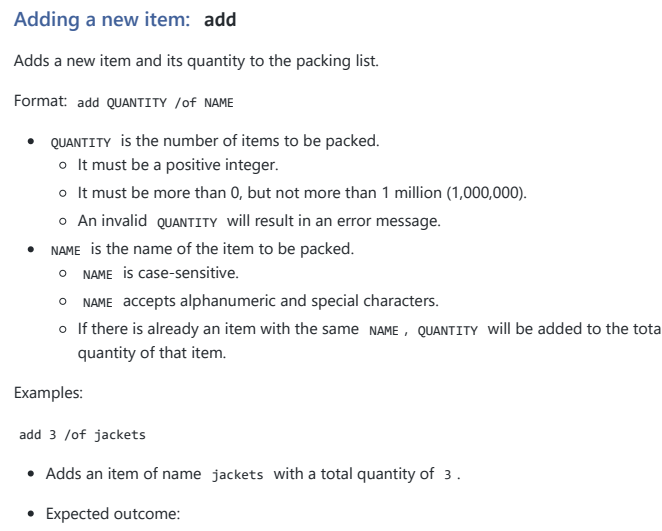 Adding a new item: add
Adds a new item and its quantity to the packing list.
Format: add QUANTITY /of NAME
QUANTITY is the number of items to be packed.
It must be a positive integer.
It must be more than 0, but not more than 1 million (1,000,000).
An invalid QUANTITY will result in an error message.
NAME is the name of the item to be packed.
NAME is case-sensitive.
NAME accepts alphanumeric and special characters.
If there is already an item with the same NAME, QUANTITY will be added to the tota
quantity of that item.
Examples:
add 3 /of jackets
Adds an item of name jackets with a total quantity of 3.
Expected outcome: